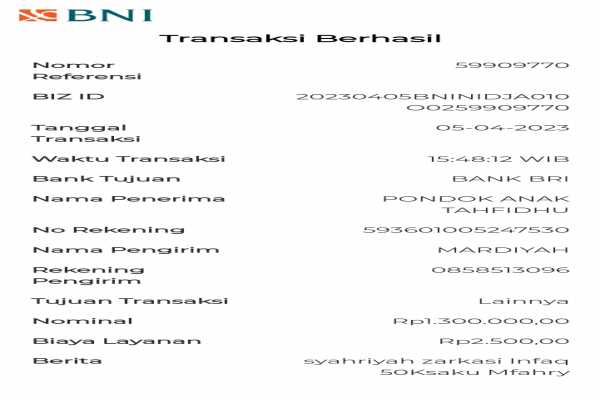 BNI
Transaksi Berhasil
Nomor 59909770
Referensi
BIZ ID 20230405BNINIDJA010
O0259909770
Tanggal 05-04-2023
Transaksi
Waktu Transaksi 15:48:12 WIB
Bank Tujuan BANK BRI
Nama Penerima PONDOK ANAK
TAHFIDHU
No Rekening 593601005247530
Nama Pengirim MARDIYAH
Rekening 0858513096
Pengirim
Tujuan Transaksi Lainnya
Nominal Rp1.300.000,00
Biaya Layanan Rp2.500,00
Berita syahriyah zarkasi Infaq
50Ksaku Mfahry